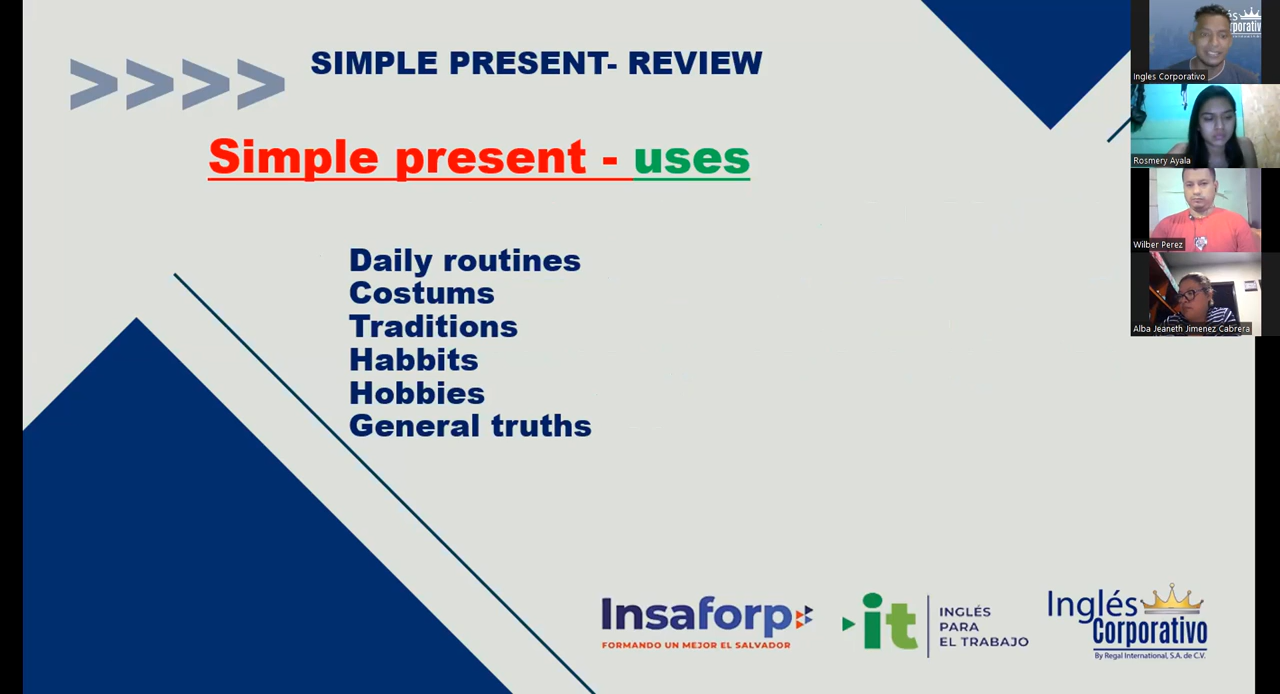 >>>> SIMPLE PRESENT- REVIEW
Simple present - uses
Daily routines
Costums
Traditions
Habbits
Hobbies
General truths
Insaforp
FORMANDO UN MEJOR EL SALVADOR
it
INGLÉS
PARA
EL TRABAJO
Inglés
Corporativo
By Regal International, S.A. de C.V.
Ingles Corporativo
Rosmery Ayala
Wilber Perez
Alba Jeaneth Jimenez Cabrera